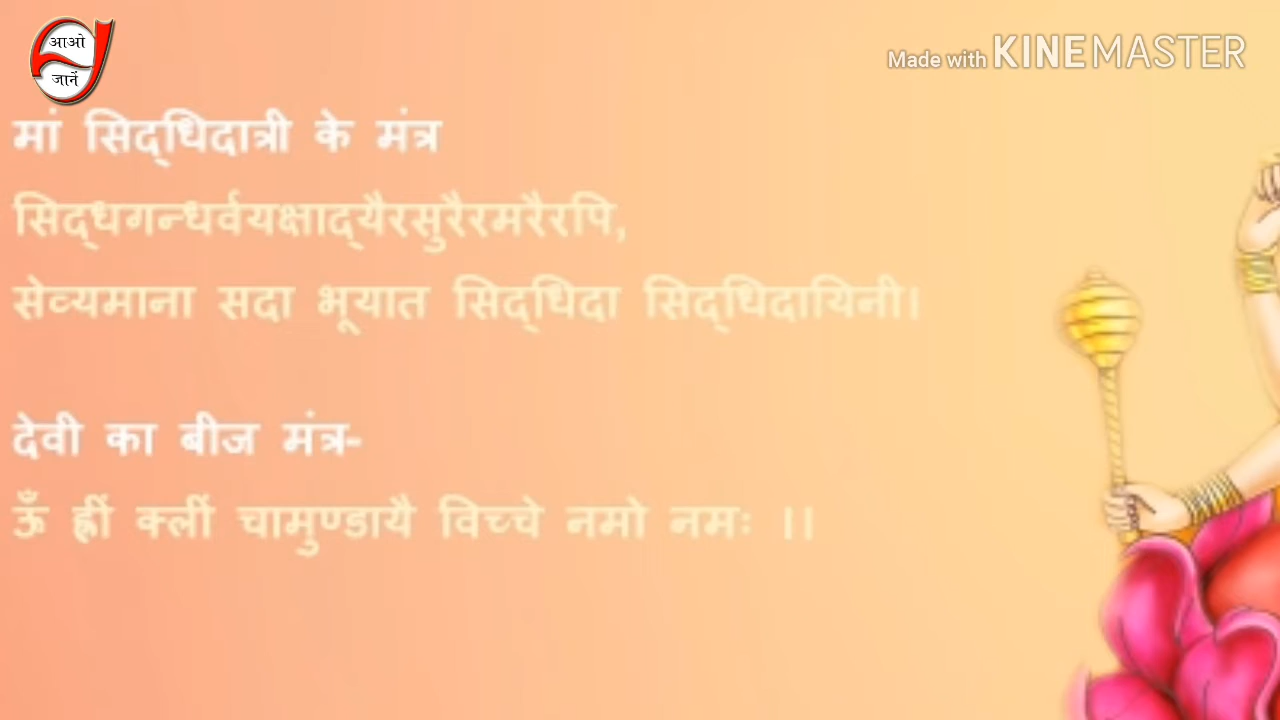 आओ
जानें
Made with KINEMASTER
मां सिद्धिदात्री के मंत्र
सिद्धगन्धर्वयक्षाद्यैरसुरैरमरैरपि,
सेव्यमाना सदा भूयात सिद्धिदा सिद्धिदायिनी।
देवी का बीज मंत्र-
ऊँ ह्रीं क्लीं चामुण्डायै विच्चे नमो नमः ।।